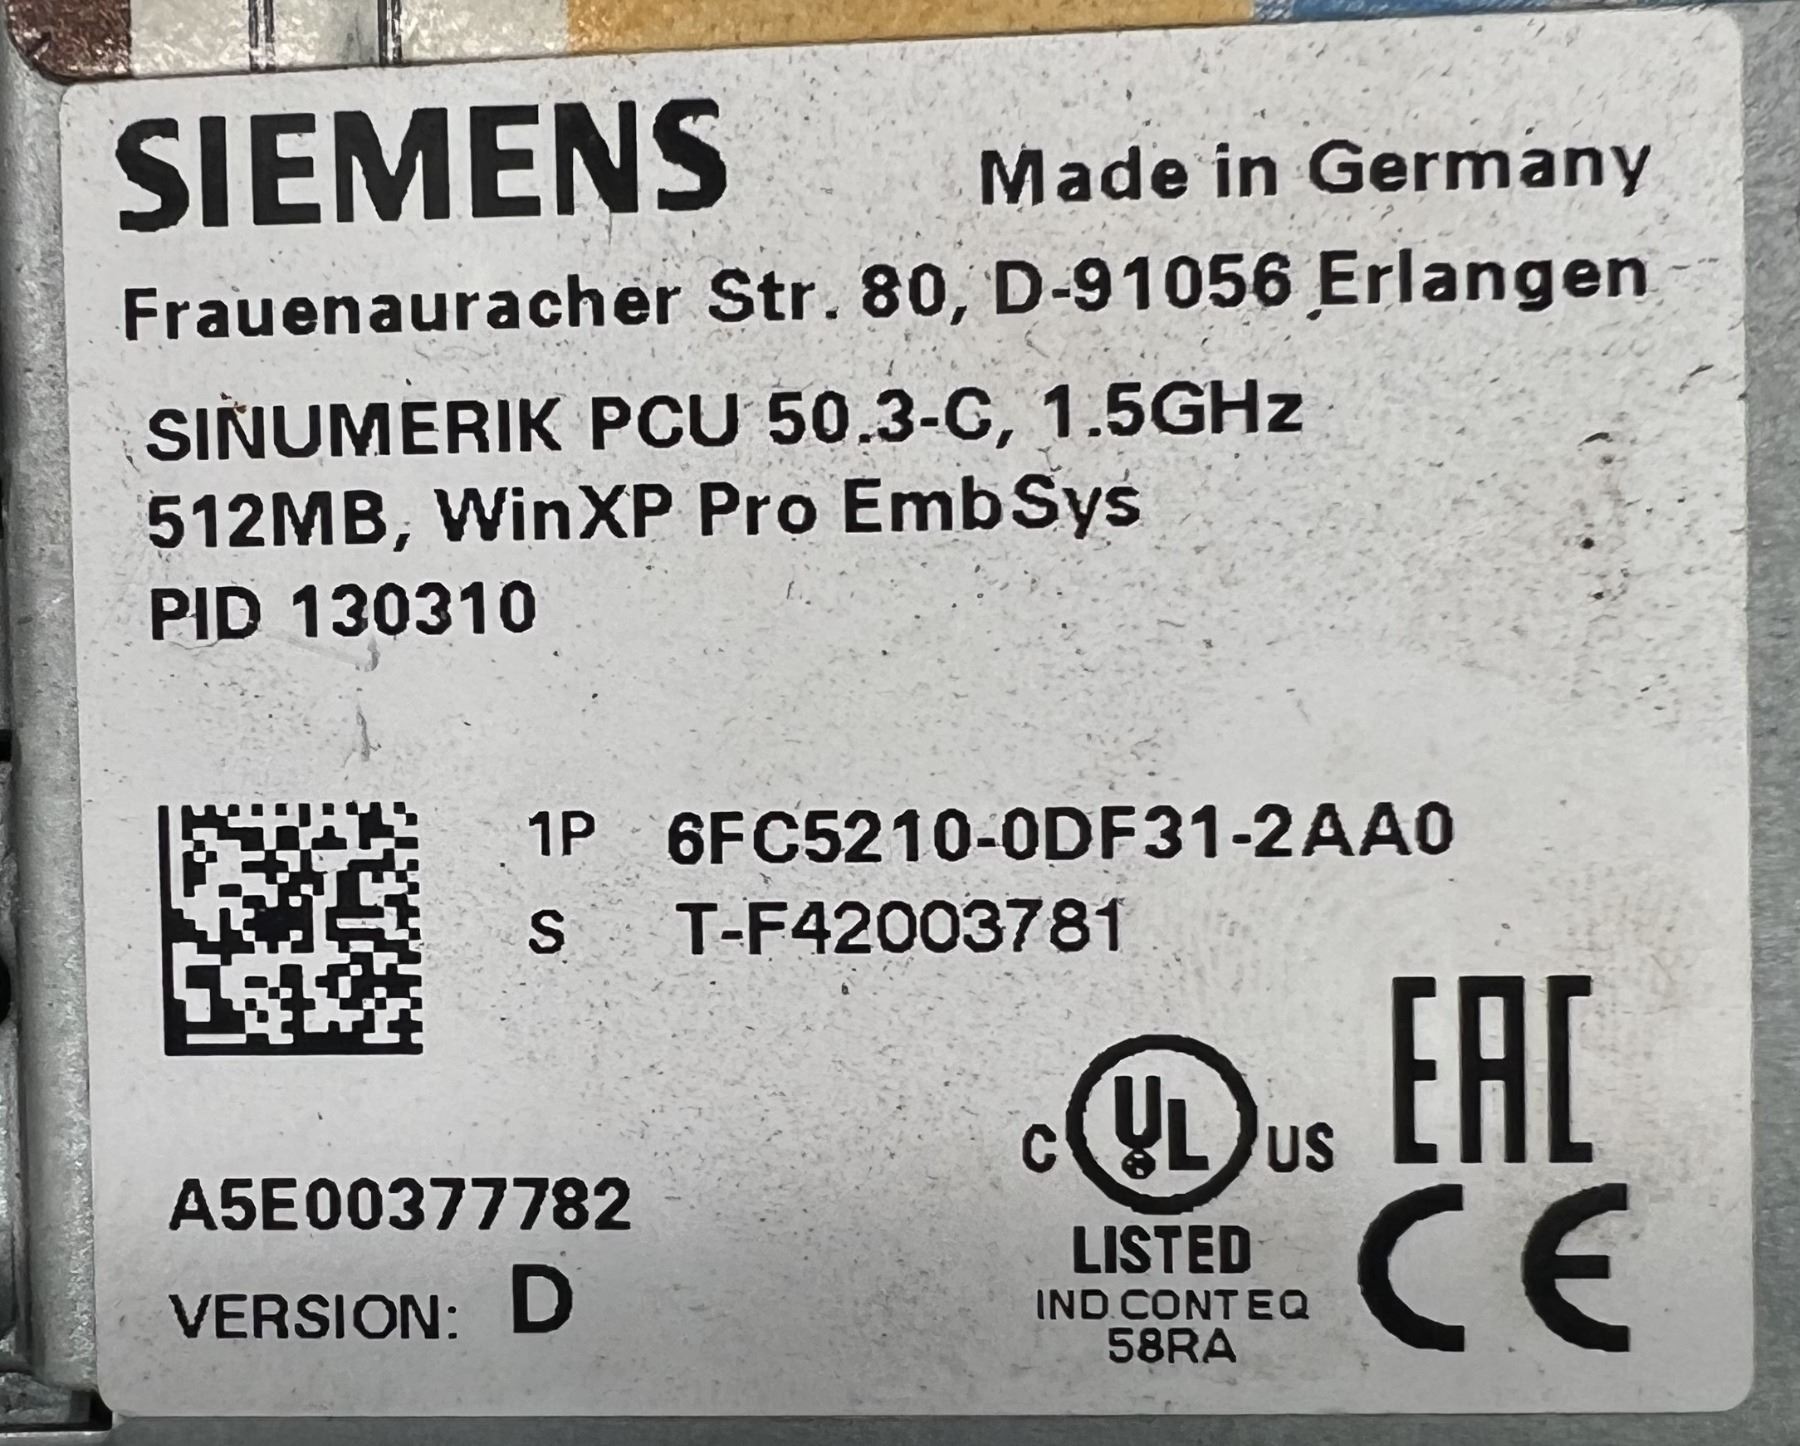 SIEMENS
Made in Germany
Frauenauracher Str. 80, D-91056 Erlangen
SINUMERIK PCU 50.3-C, 1.5GHz
512MB, WinXP Pro EmbSys
PID 130310
1P 6FC5210-0DF31-2AA0
S T-F42003781
EAC
C UL US
LISTED
IND.CONT EQ
58RA
CE
A5E00377782
VERSION: D